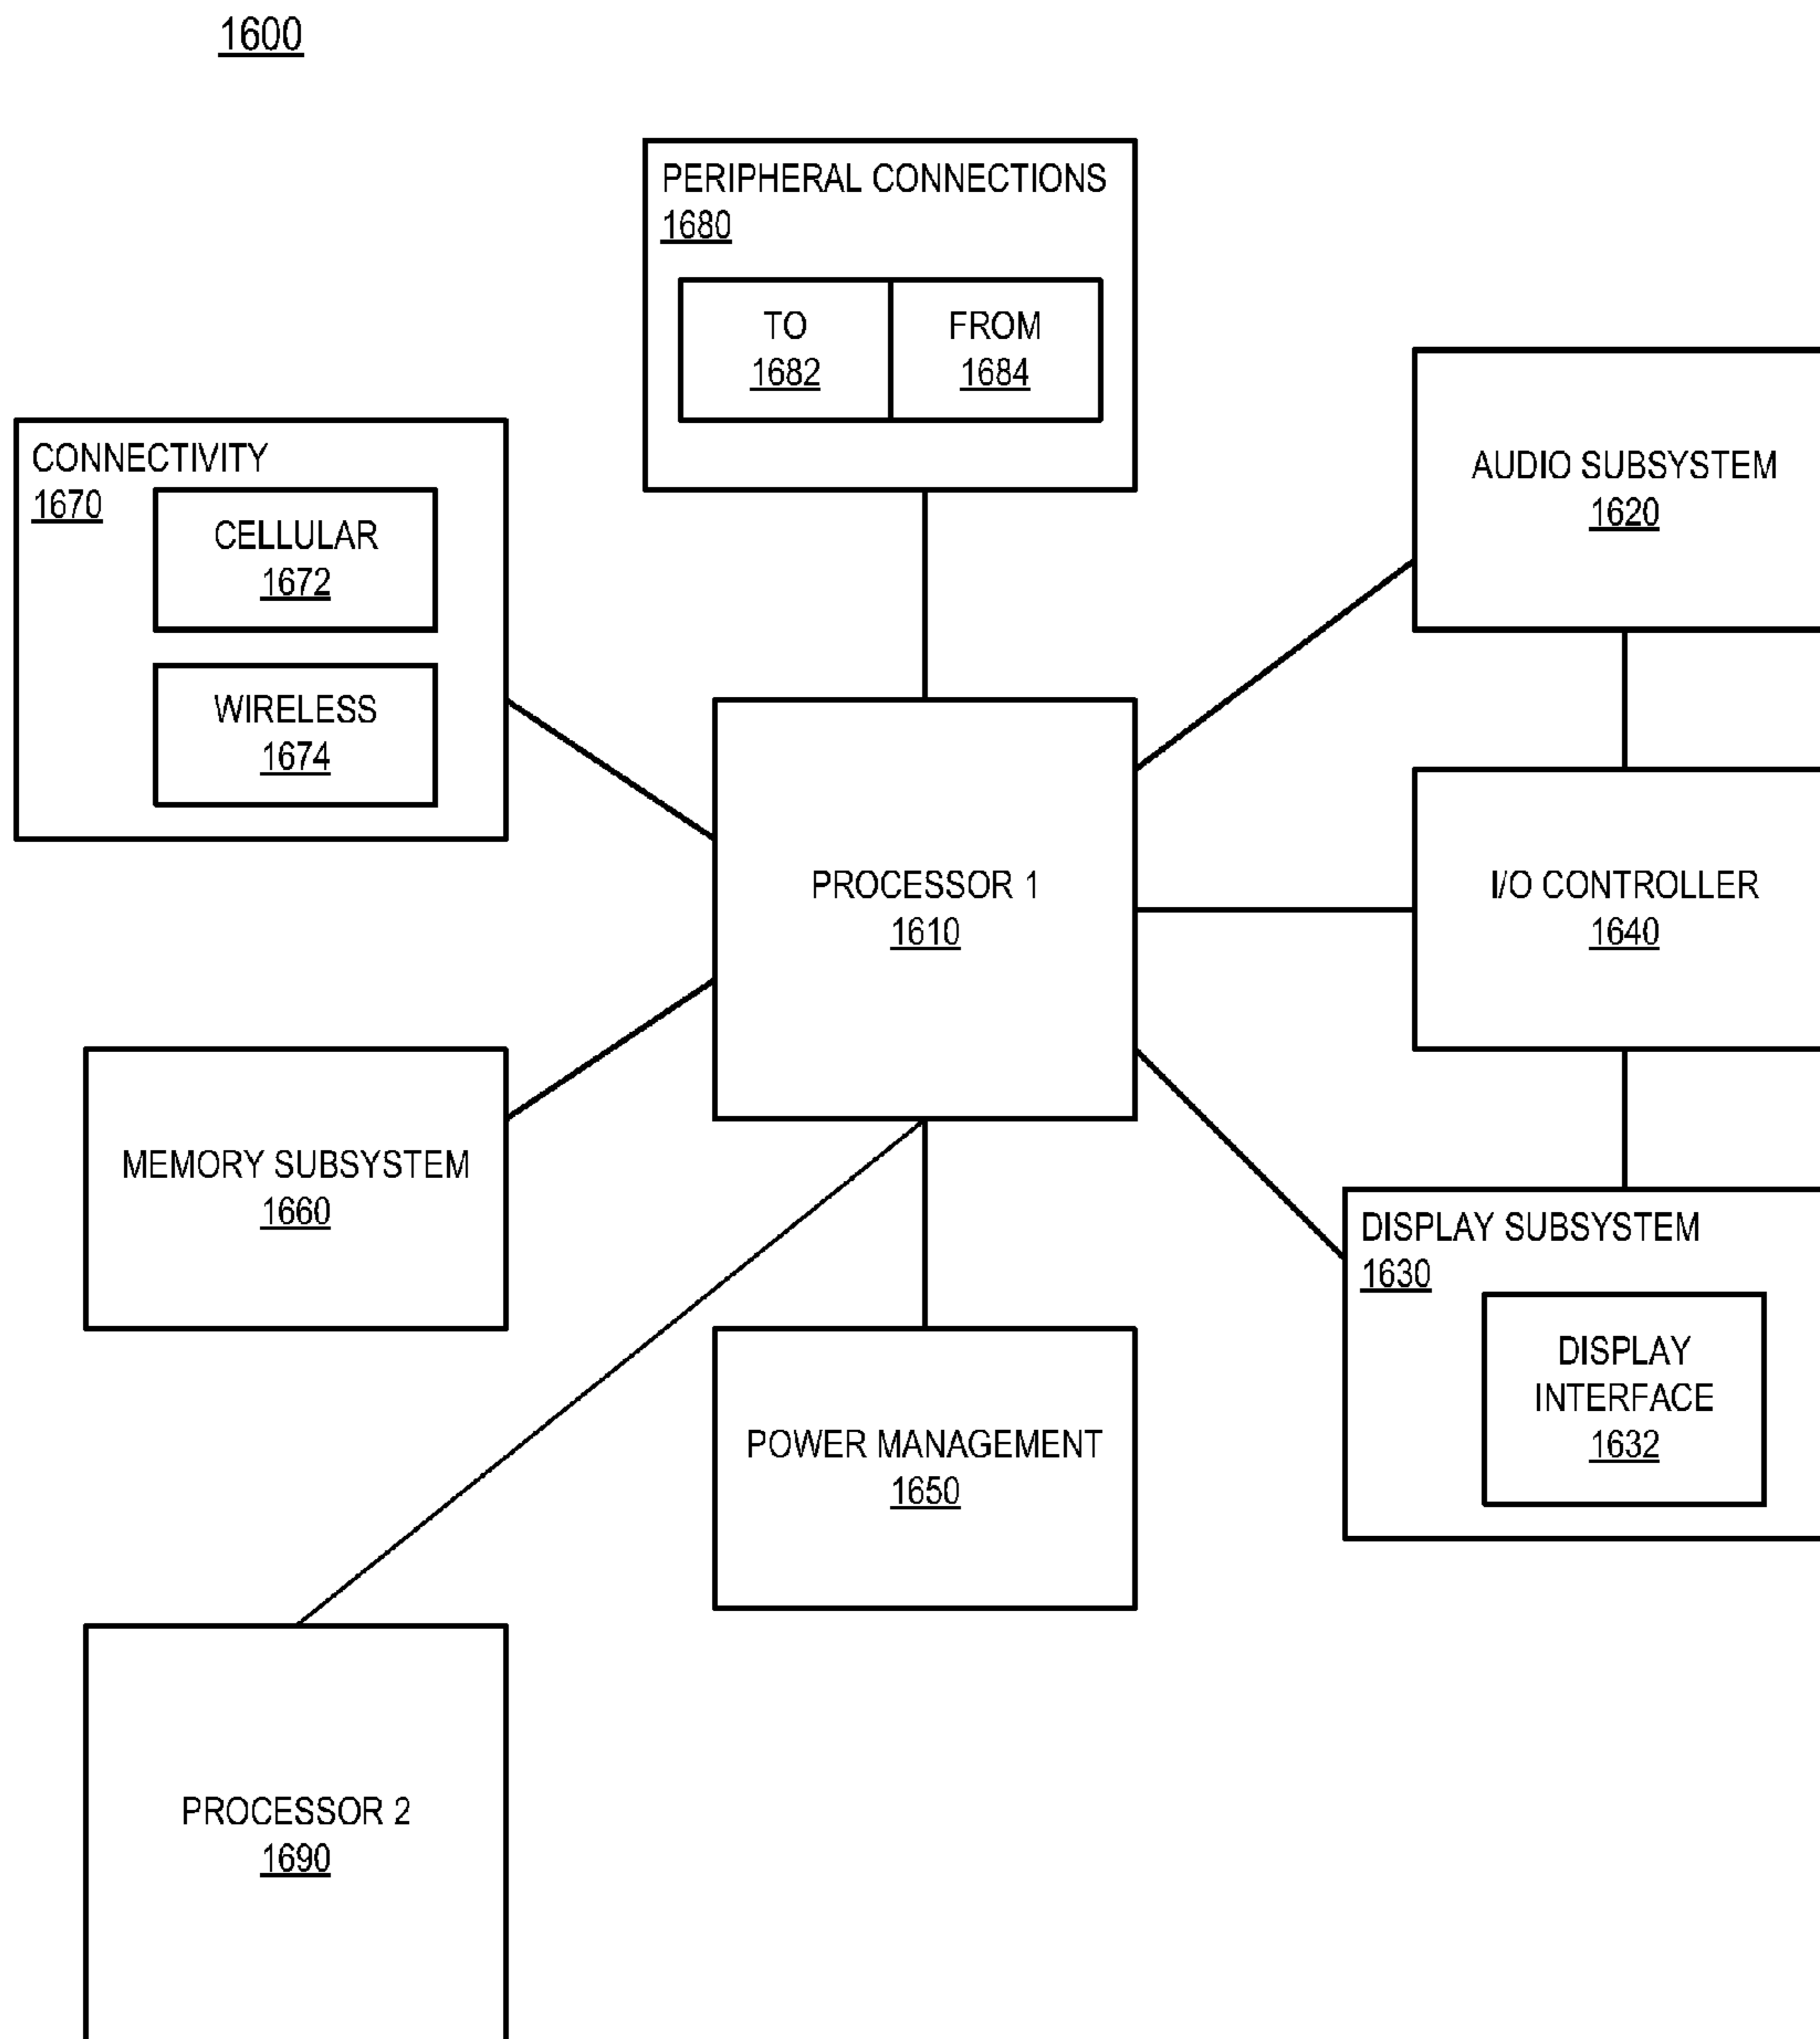 1600
PERIPHERAL CONNECTIONS
1680
TO
1682
FROM
1684
CONNECTIVITY
1670
CELLULAR
1672
WIRELESS
1674
AUDIO SUBSYSTEM
1620
PROCESSOR 1
1610
I/O CONTROLLER
1640
MEMORY SUBSYSTEM
1660
DISPLAY SUBSYSTEM
1630
DISPLAY
INTERFACE
1632
POWER MANAGEMENT
1650
PROCESSOR 2
1690